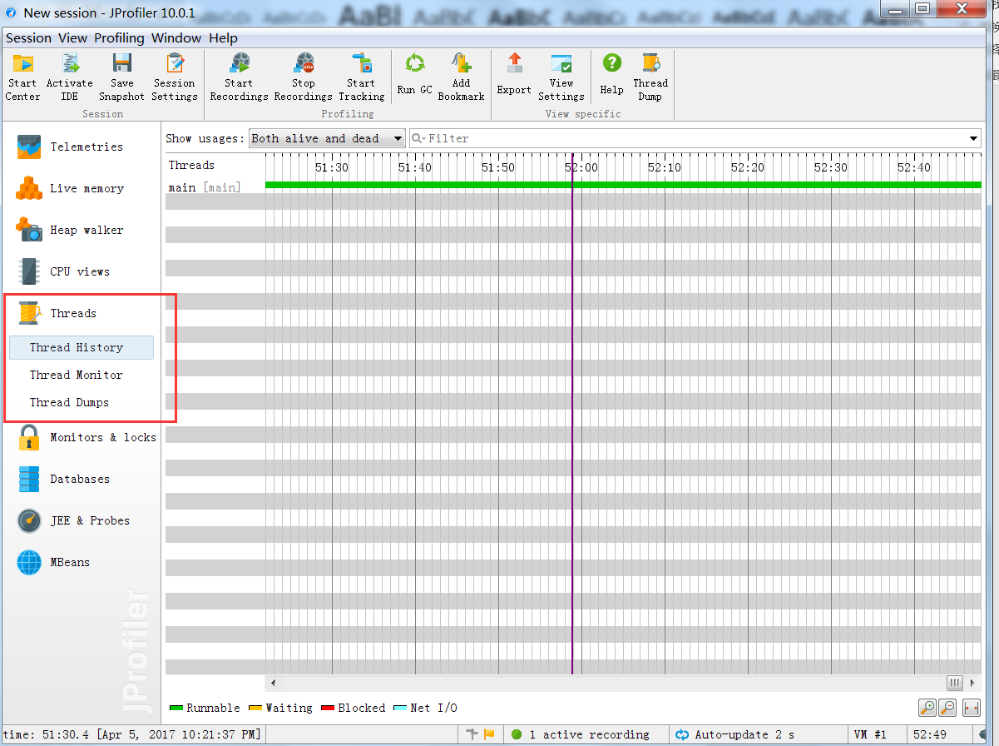 New session - JProfiler 10.0.1
Session View Profiling Window Help
Start Center
Activate IDE
Save Snapshot
Session Settings
Start Recordings
Stop Recordings
Start Tracking
Run GC
Add Bookmark
Export
View Settings
Help
Thread Dump
Session
Profiling
View specific
Telemetries
Live memory
Heap walker
CPU views
Threads
Thread History
Thread Monitor
Thread Dumps
Monitors & locks
Databases
JEE & Probes
MBeans
JProfiler
Show usages: Both alive and dead Filter
Threads 51:30 51:40 51:50 52:00 52:10 52:20 52:30 52:40
main [main]
Runnable Waiting Blocked Net I/O
time: 51:30.4 [Apr 5, 2017 10:21:37 PM] 1 active recording Auto-update 2 s VM #1 52:49